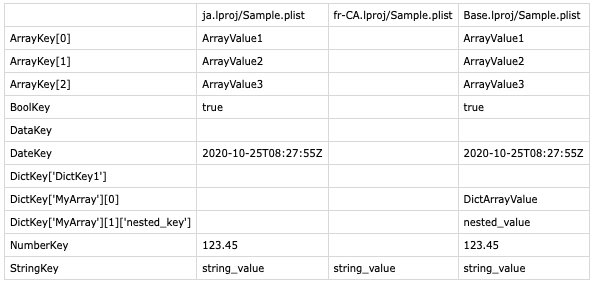 ja.lproj/Sample.plist fr-CA.lproj/Sample.plist Base.lproj/Sample.plist
ArrayKey[0] ArrayValue1 ArrayValue1
ArrayKey[1] ArrayValue2 ArrayValue2
ArrayKey[2] ArrayValue3 ArrayValue3
BoolKey true true
DataKey
DateKey 2020-10-25T08:27:55Z 2020-10-25T08:27:55Z
DictKey['DictKey1']
DictKey['MyArray'][0] DictArrayValue
DictKey['MyArray'][1]['nested_key'] nested_value
NumberKey 123.45 123.45
StringKey string_value string_value string_value